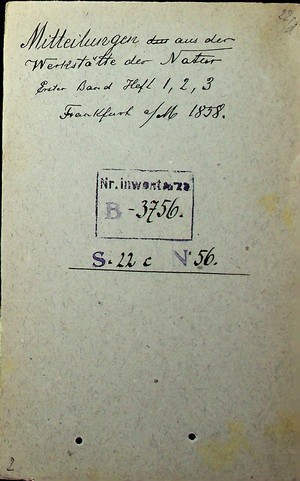 Mitteilungen aus der
Werkstätte der Natur
Erster Band Heft 1, 2, 3
Frankfurt a/M 1858.
Nr. inwentarza
B-3756.
S. 22 c N 56.
2